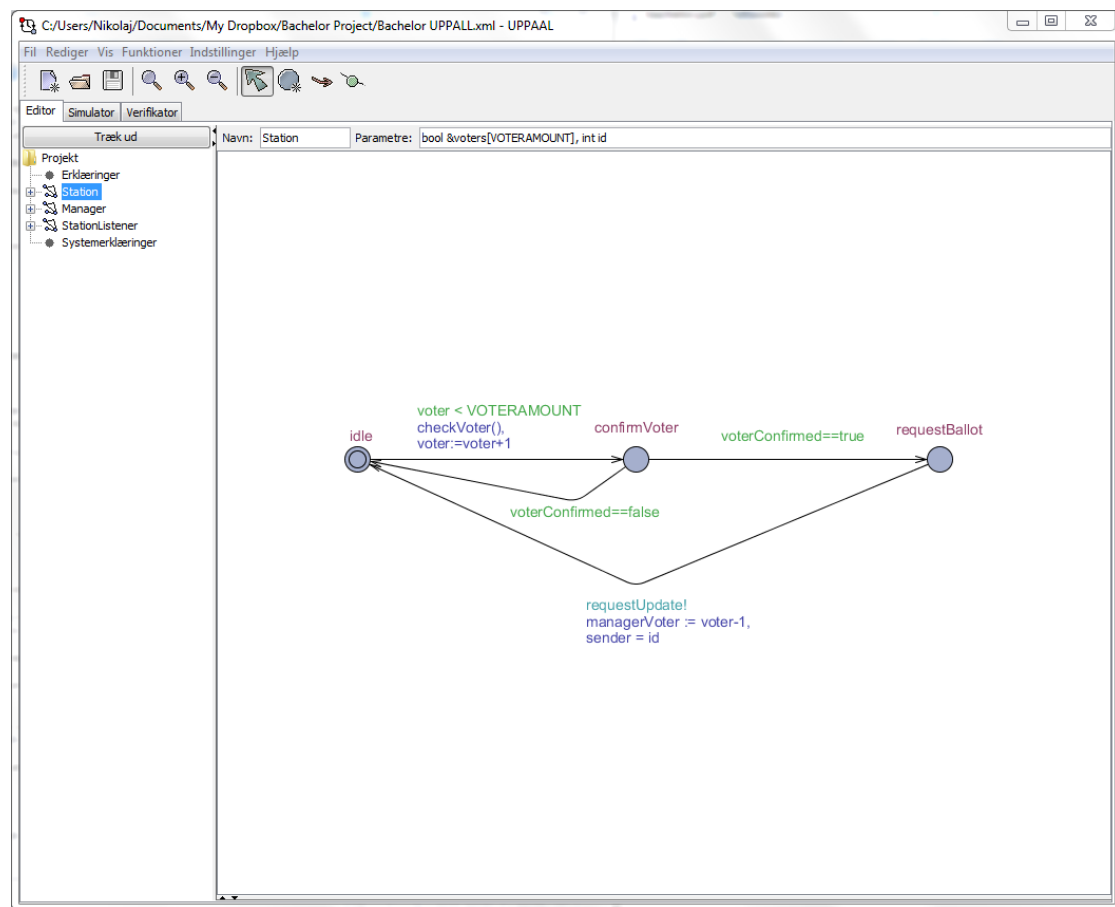 C:/Users/Nikolaj/Documents/My Dropbox/Bachelor Project/Bachelor UPPALL.xml - UPPAAL
Fil Rediger Vis Funktioner Indstillinger Hjælp
Editor Simulator Verifikator
Træk ud
Navn: Station Parametre: bool &voters[VOTERAMOUNT], int id
Projekt
Erklæringer
Station
Manager
StationListener
Systemerklæringer
voter < VOTERAMOUNT
checkVoter(),
voter:=voter+1
idle
confirmVoter
voterConfirmed==true
requestBallot
voterConfirmed==false
requestUpdate!
managerVoter := voter-1,
sender = id